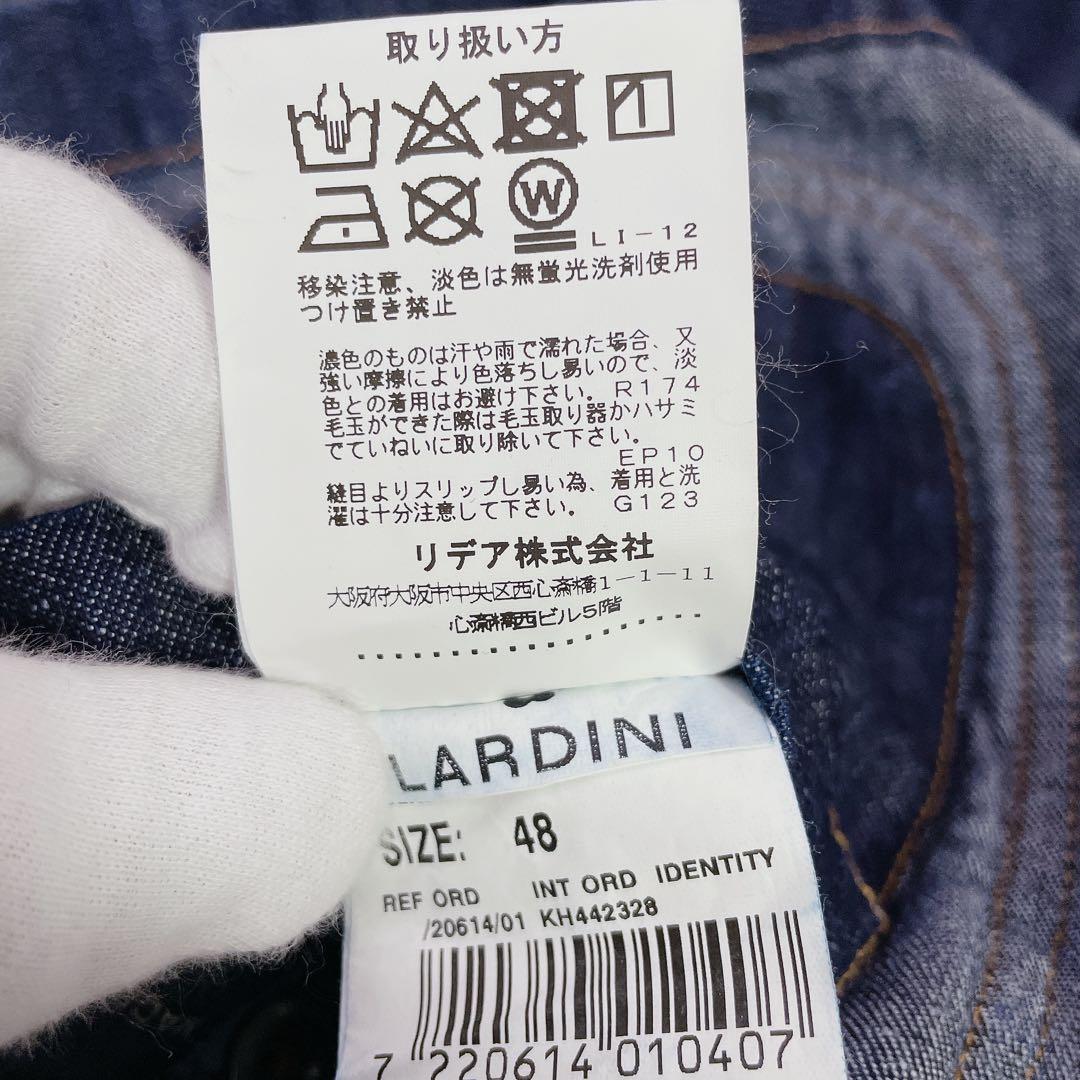 取り扱い方
W
LI-12
移染注意、淡色は無蛍光洗剤使用
つけ置き禁止
濃色のものは汗や雨で濡れた場合、又
強い摩擦により色落ちし易いので、淡
色との着用はお避け下さい。R174
毛玉ができた際は毛玉取り器かハサミ
でていねいに取り除いて下さい。
EP10
縫目よりスリップし易い為、着用と洗
濯は十分注意して下さい。 G123
リデア株式会社
大阪府大阪市中央区西心斎橋1-1-11
心斎橋西ビル5階
LARDINI
SIZE: 48
REF ORD INT ORD IDENTITY
/20614/01 KH442328
7 220614 010407